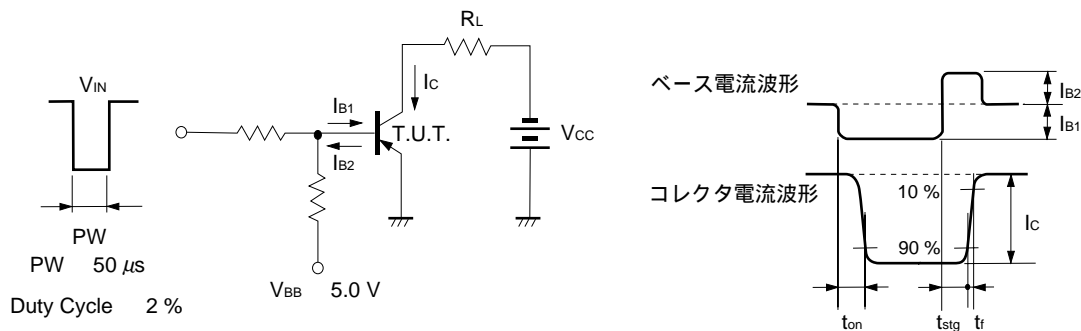 VIN
PW
PW 50 μs
Duty Cycle 2 %
IB1
IB2
VBB 5.0 V
T.U.T.
IC
RL
VCC
ベース電流波形
IB2
IB1
コレクタ電流波形
10 %
90 %
IC
ton
tstg
tf